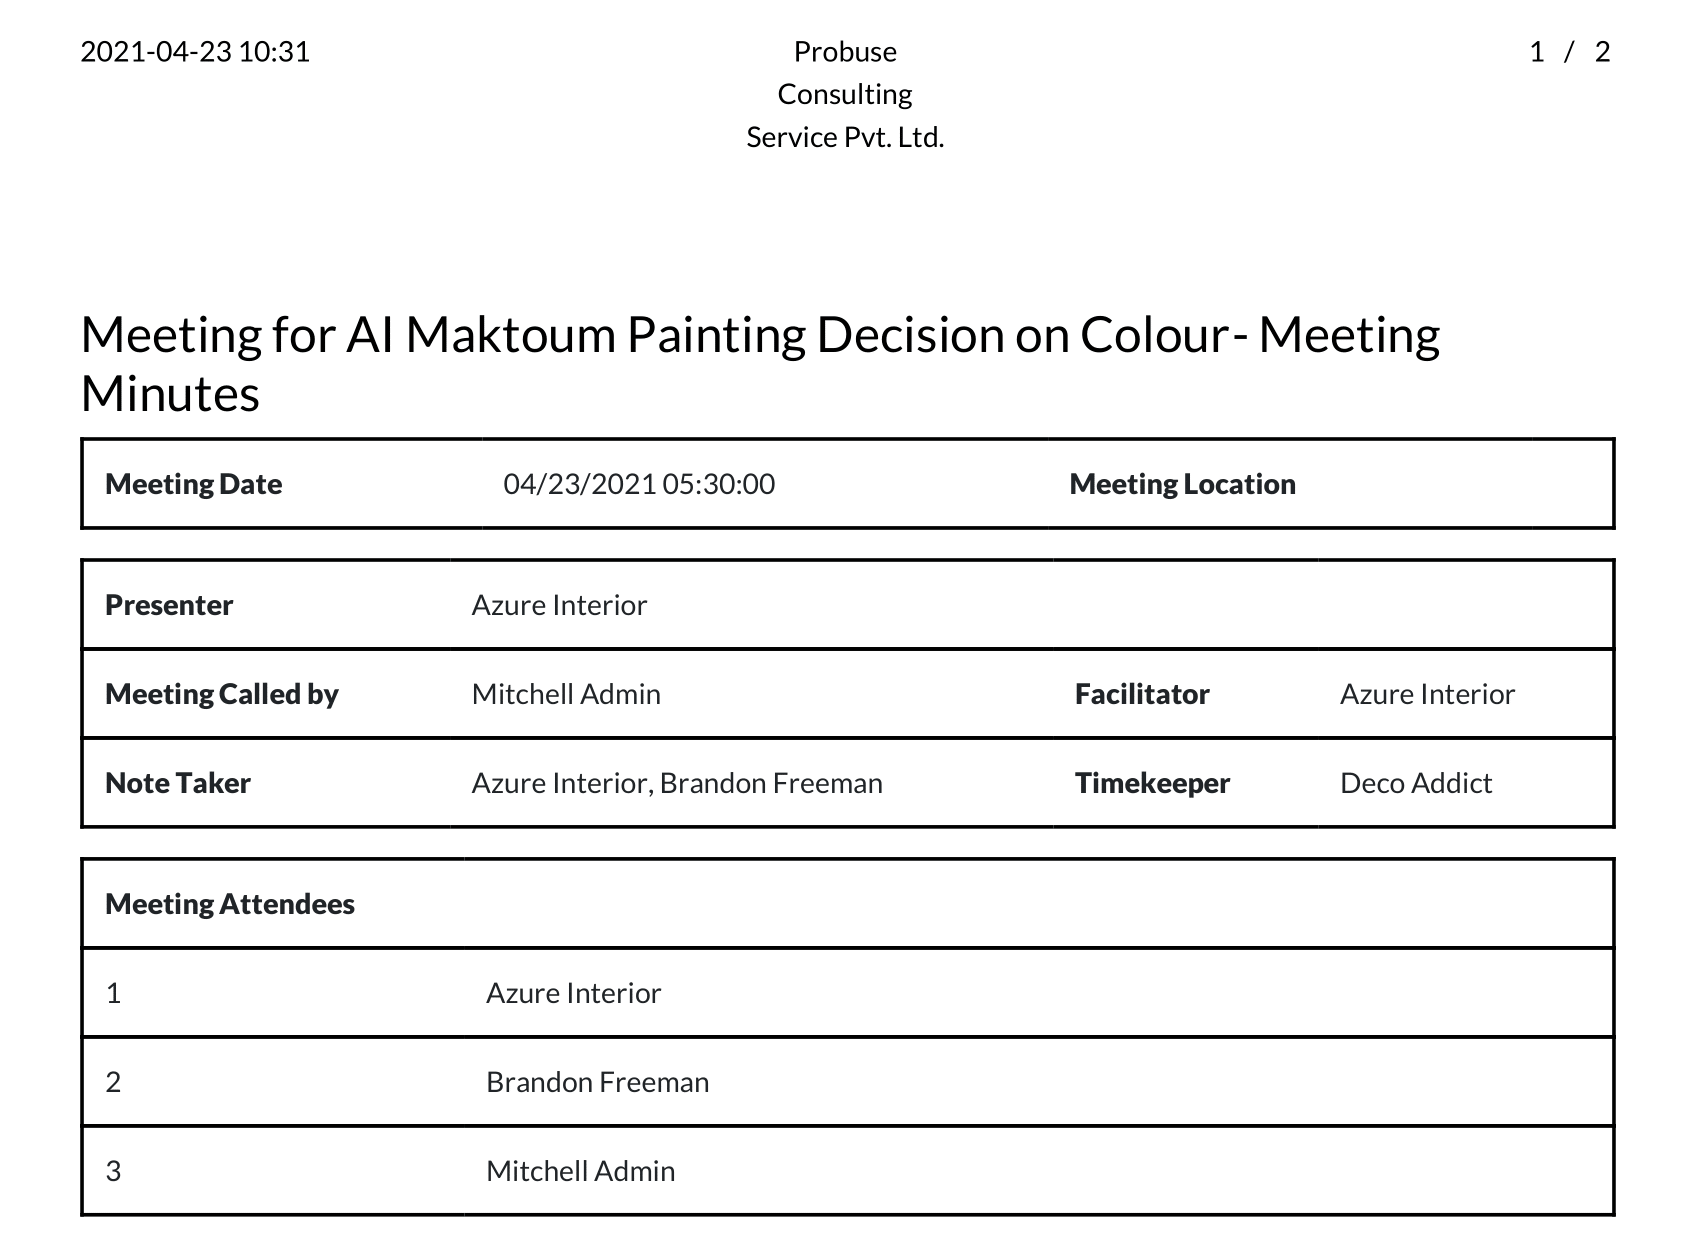 2021-04-23 10:31
Probuse
Consulting
Service Pvt. Ltd.
1 / 2
Meeting for AI Maktoum Painting Decision on Colour- Meeting
Minutes
Meeting Date 04/23/2021 05:30:00 Meeting Location
Presenter Azure Interior
Meeting Called by Mitchell Admin Facilitator Azure Interior
Note Taker Azure Interior, Brandon Freeman Timekeeper Deco Addict
Meeting Attendees
1 Azure Interior
2 Brandon Freeman
3 Mitchell Admin